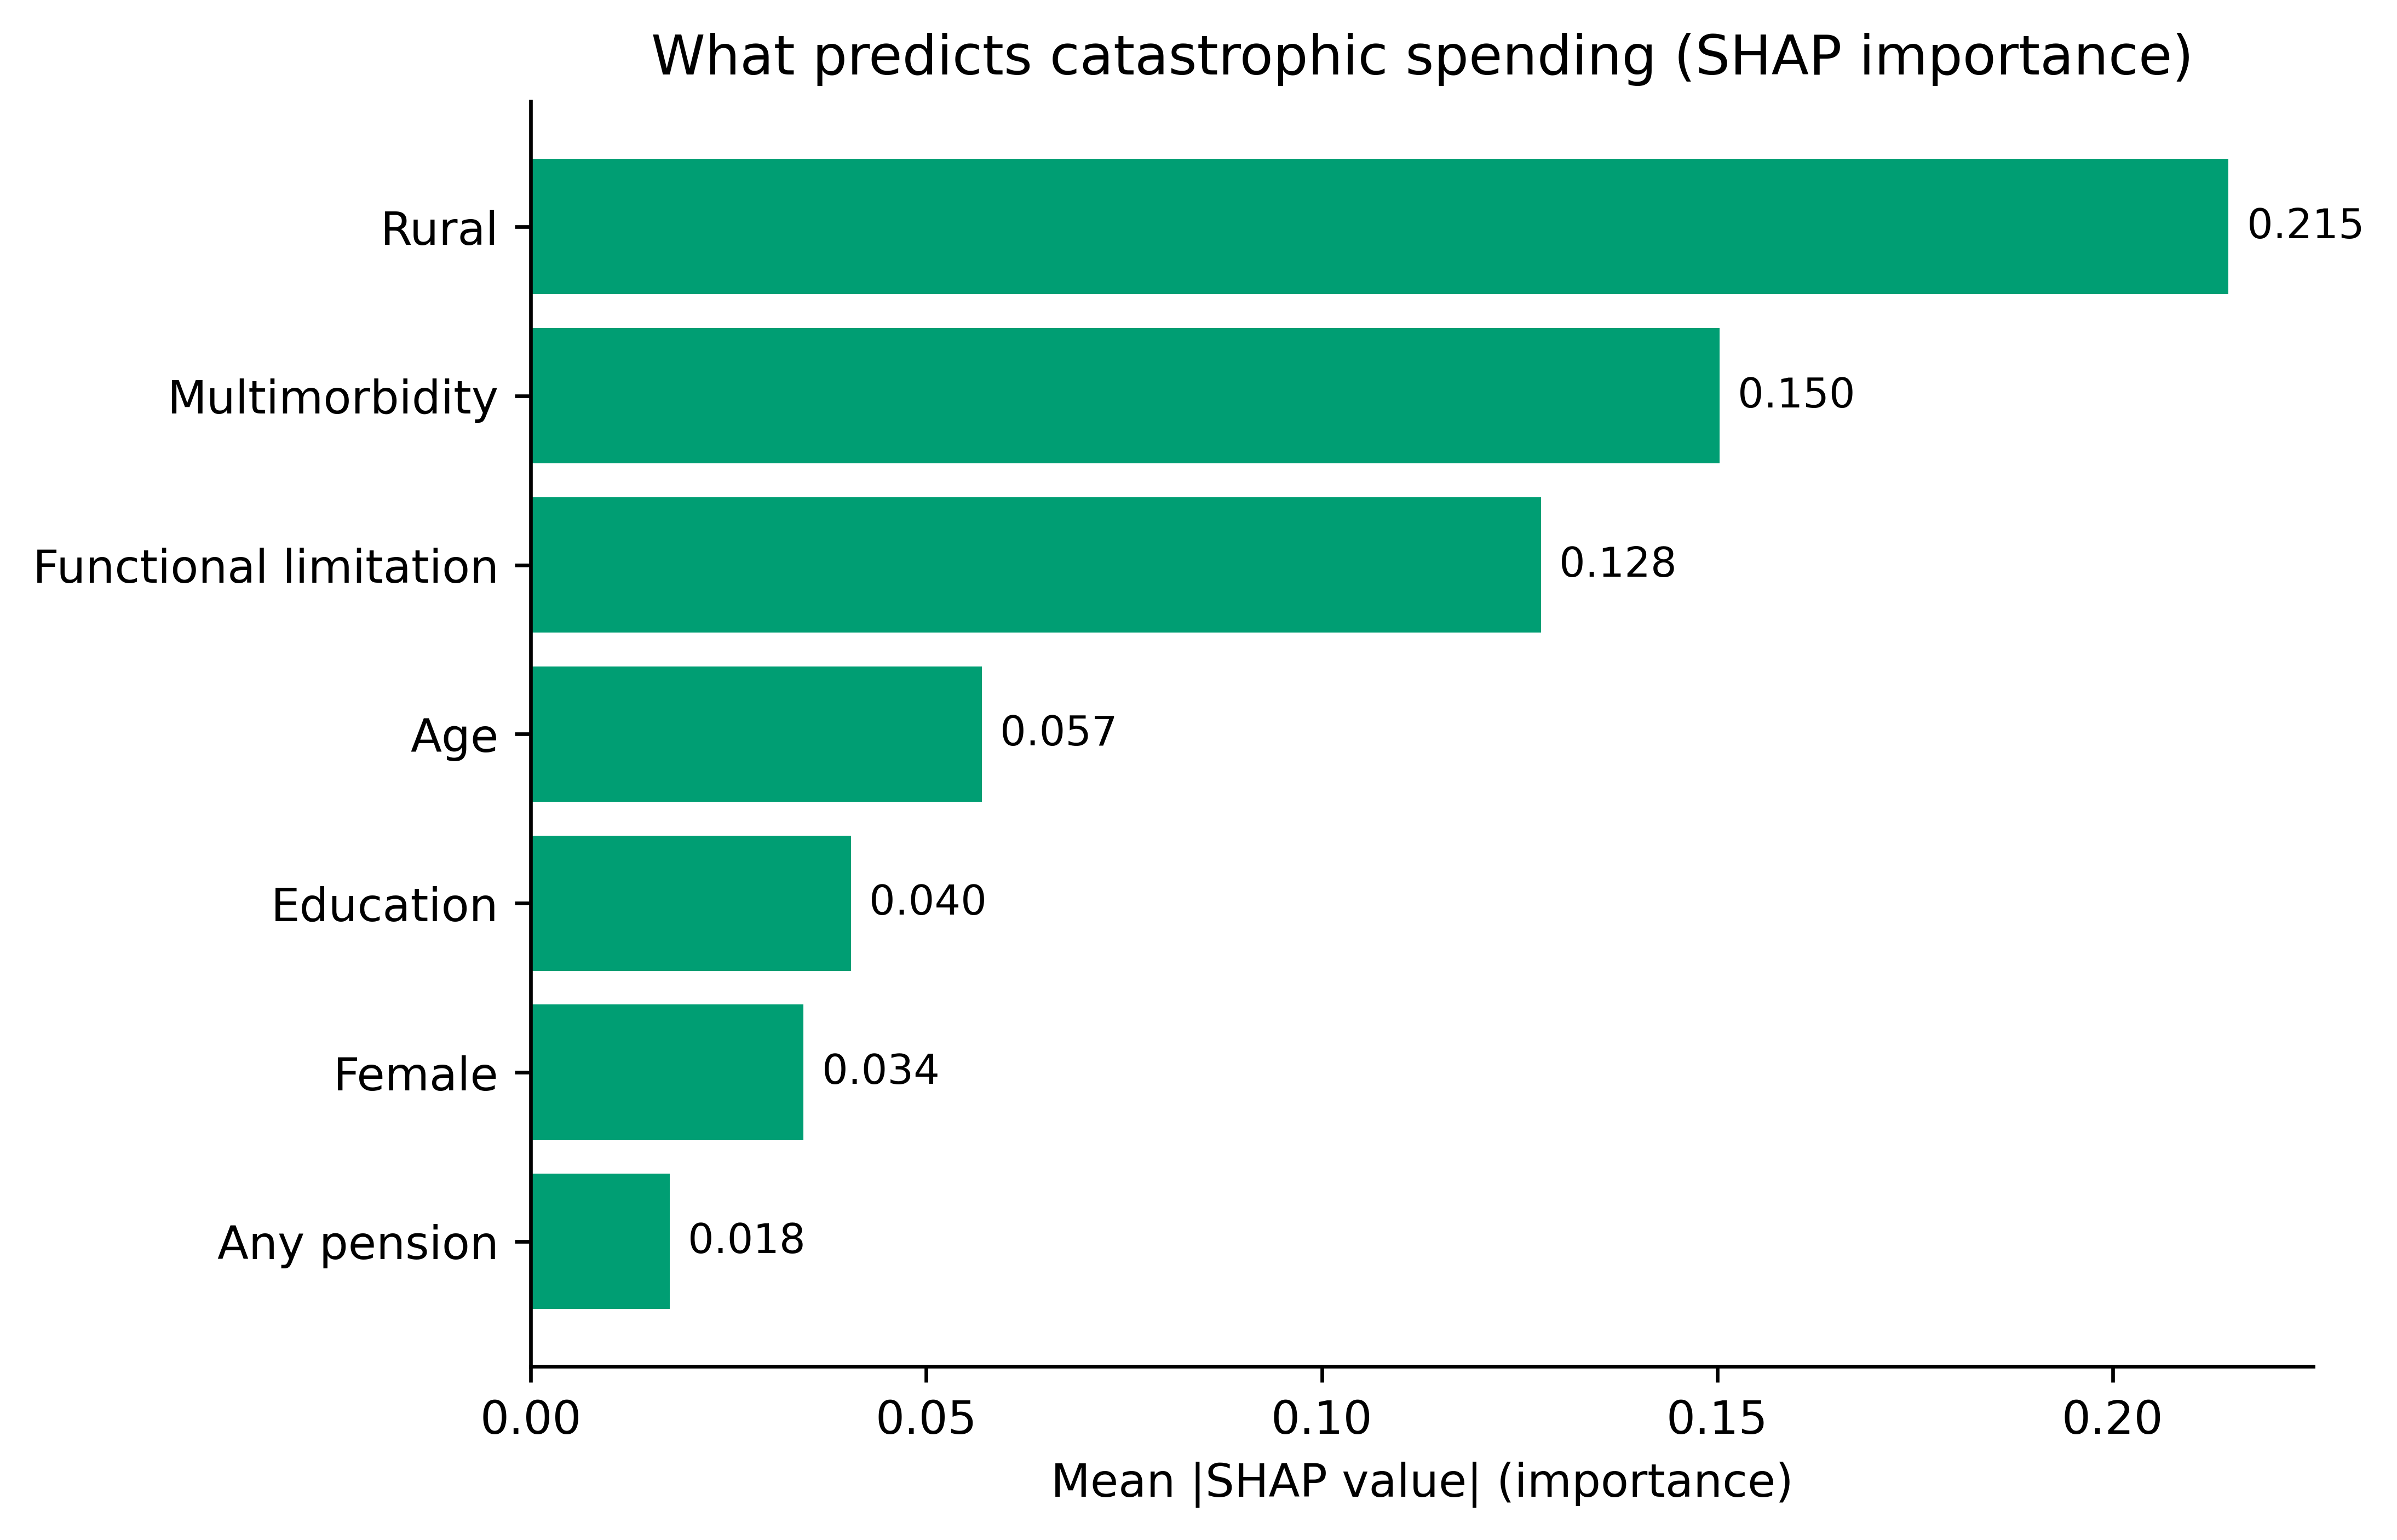 What predicts catastrophic spending (SHAP importance)
Rural 0.215
Multimorbidity 0.150
Functional limitation 0.128
Age 0.057
Education 0.040
Female 0.034
Any pension 0.018
0.00 0.05 0.10 0.15 0.20
Mean |SHAP value| (importance)